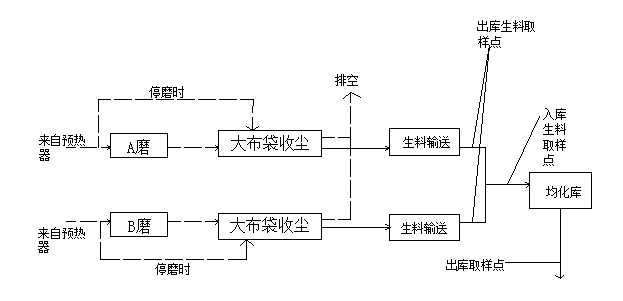 出库生料取
样点
排空
停磨时
入库
生料
取样
点
来自预热
器
A磨
大布袋收尘
生料输送
均化库
来自预热
器
B磨
大布袋收尘
生料输送
停磨时
出库取样点